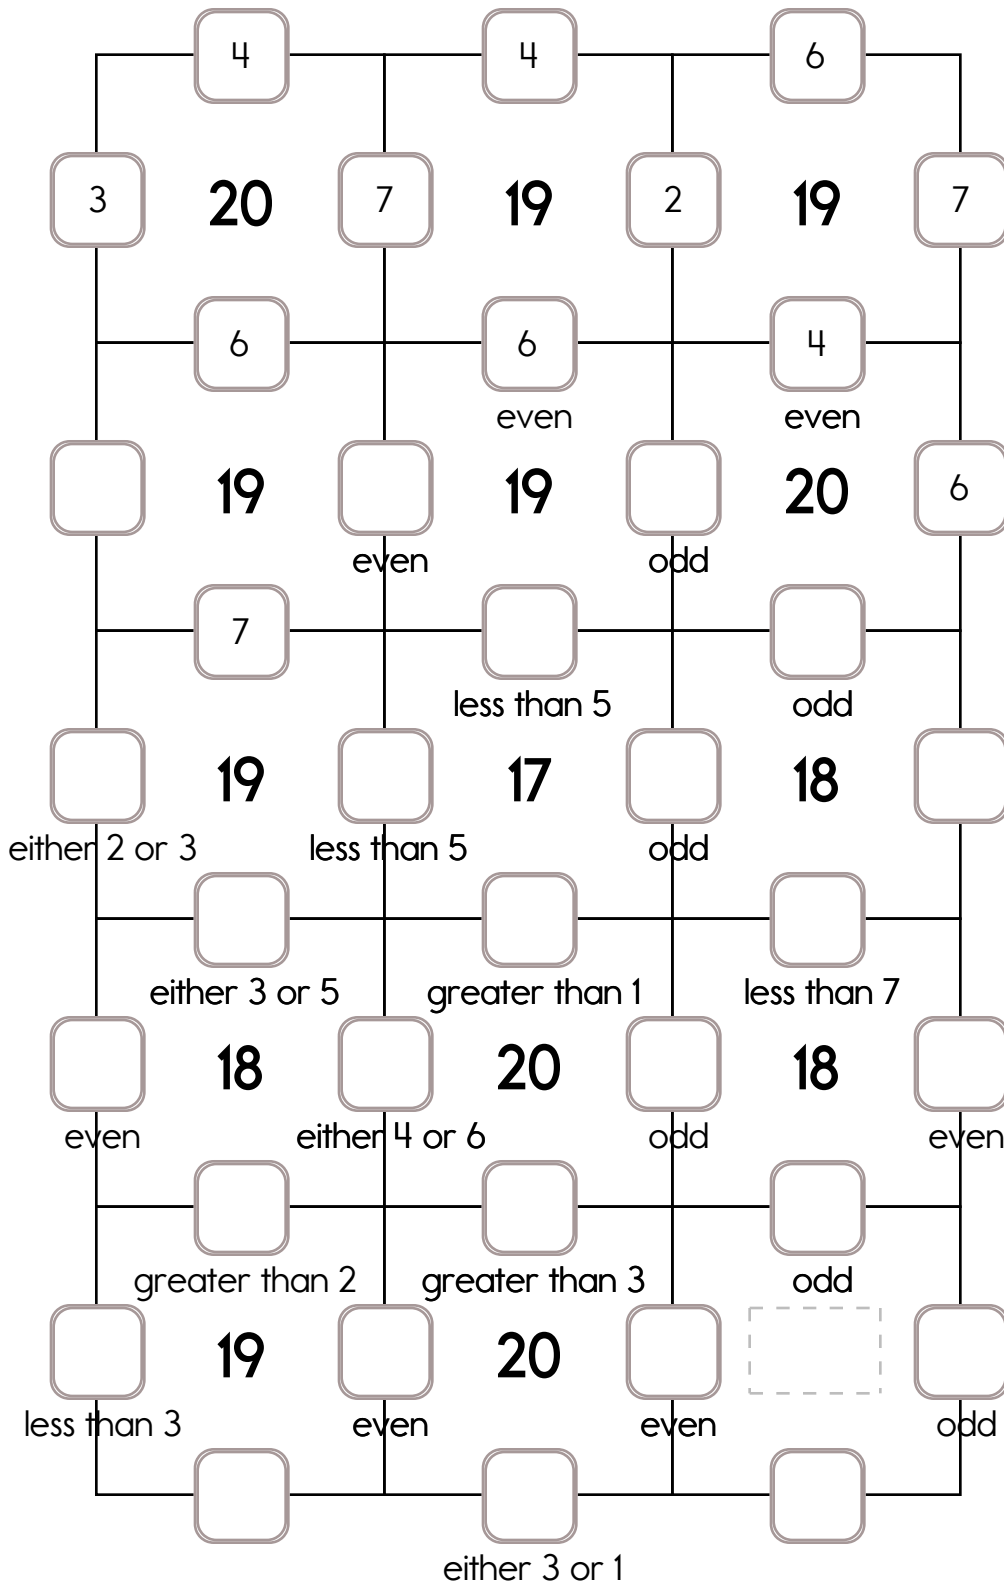 4 4 6
3 20 7 19 2 19 7
6 6 4
even even
19 19 20 6
even odd
7
less than 5 odd
19 17 18
either 2 or 3 less than 5 odd
either 3 or 5 greater than 1 less than 7
18 20 18
even either 4 or 6 odd even
greater than 2 greater than 3 odd
19 20
less than 3 even even odd
either 3 or 1